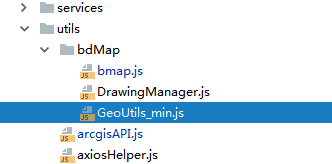 services
utils
bdMap
bmap.js
DrawingManager.js
GeoUtils_min.js
arcgisAPI.js
axiosHelper.js